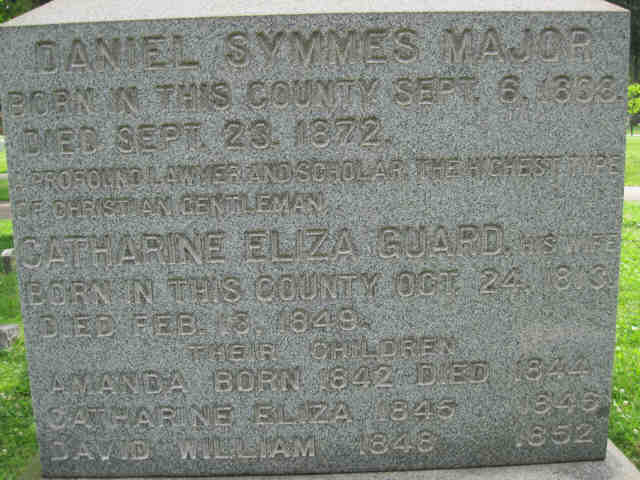 DANIEL SYMMES MAJOR
BORN IN THIS COUNTY SEPT. 6,
DIED SEPT. 23. 1872.
A PROFOUND LAWYER AND SCHOLAR, THE HIGHEST TYPE
OF CHRISTIAN GENTLEMAN.
CATHARINE ELIZA GUARD, HIS WIFE
BORN IN THIS COUNTY OCT. 24. 1813.
DIED FEB. 13, 1849.
THEIR CHILDREN
AMANDA BORN 1842 DIED 1844
CATHARINE ELIZA 1845 1846
DAVID WILLIAM 1848 1852